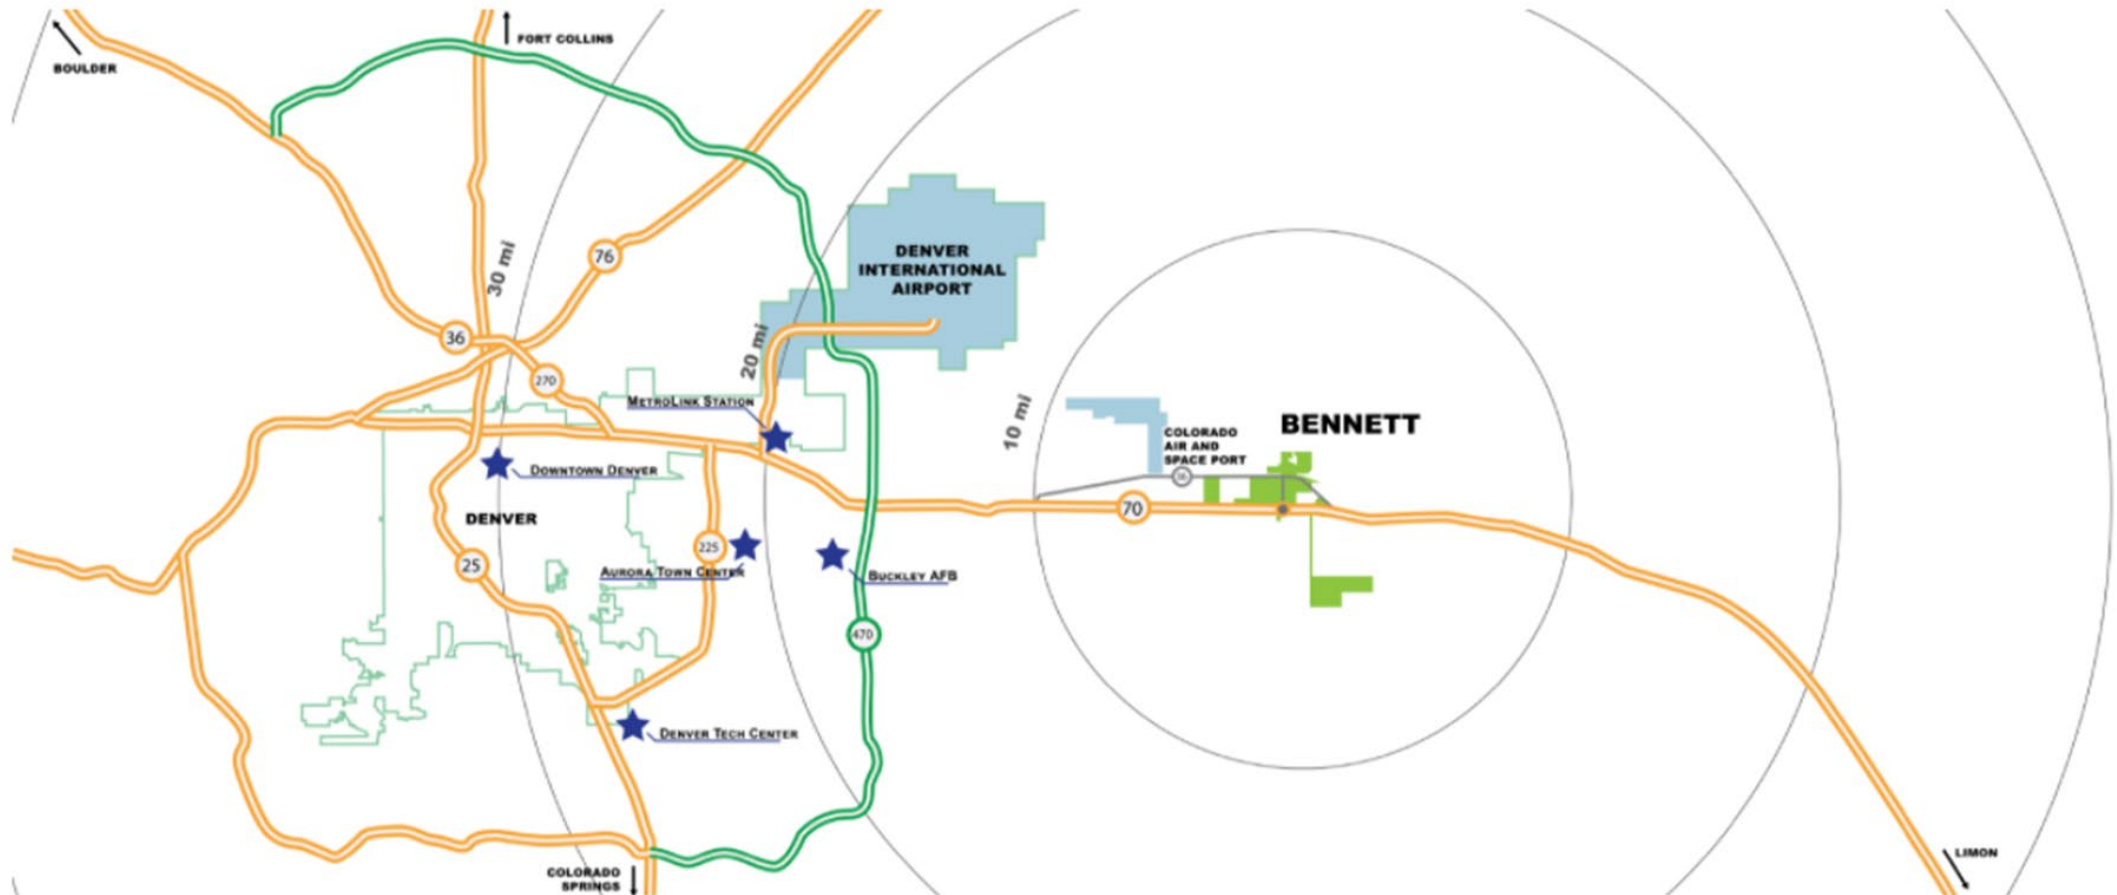 FORT COLLINS
BOULDER
30 mi
76
DENVER
INTERNATIONAL
AIRPORT
36
20 mi
270
METROLINK STATION
10 mi
BENNETT
COLORADO
AIR AND
SPACE PORT
36
DOWNTOWN DENVER
70
DENVER
225
25
AURORA TOWN CENTER
BUCKLEY AFB
470
DENVER TECH CENTER
COLORADO
SPRINGS
LIMON